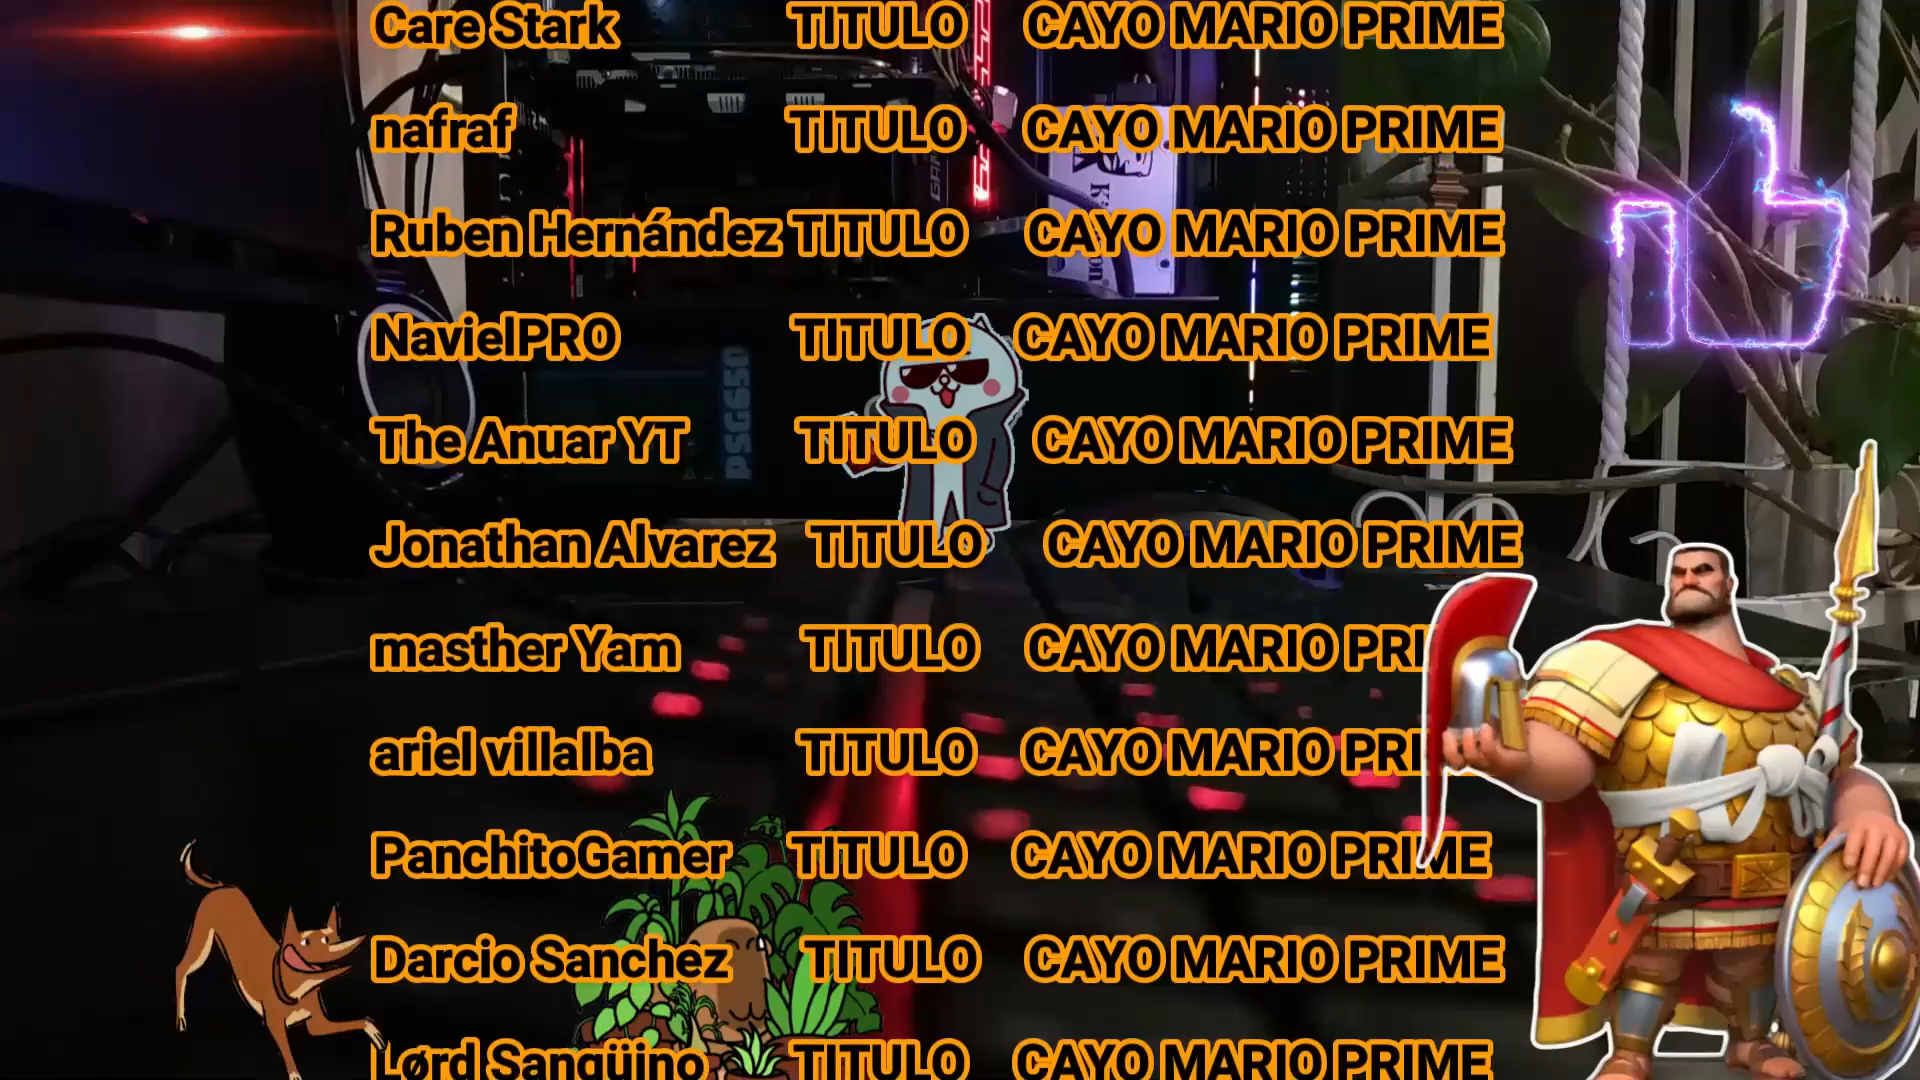 Care Stark TITULO CAYO MARIO PRIME
nafraf TITULO CAYO MARIO PRIME
Ruben Hernández TITULO CAYO MARIO PRIME
NavielPRO TITULO CAYO MARIO PRIME
The Anuar YT TITULO CAYO MARIO PRIME
PSG650
Jonathan Alvarez TITULO CAYO MARIO PRIME
masther Yam TITULO CAYO MARIO PRI
ariel villalba TITULO CAYO MARIO PRI
PanchitoGamer TITULO CAYO MARIO PRIME
Darcio Sanchez TITULO CAYO MARIO PRIME
Lørd Sangüino TITULO CAYO MARIO PRIME